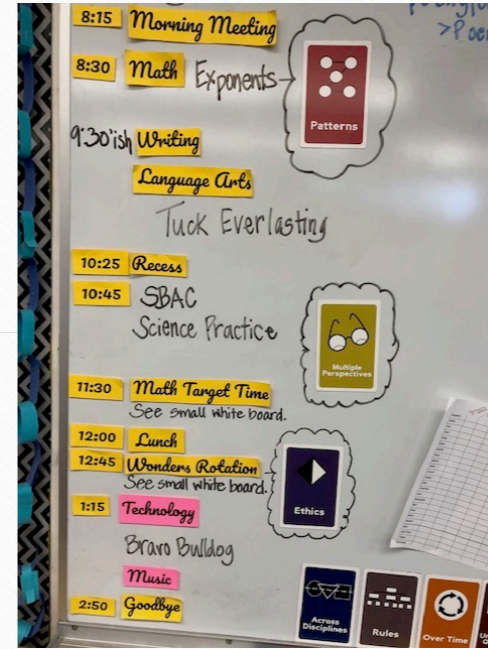 8:15 Morning Meeting
>Poe
8:30 Math Exponents
Patterns
9:30'ish Writing
Language Arts
Tuck Everlasting
10:25 Recess
10:45 SBAC
Science Practice
Multiple
Perspectives
11:30 Math Target Time
See small white board.
12:00 Lunch
12:45 Wonders Rotation
See small white board.
1:15 Technology
Ethics
Bravo Bulldog
Music
2:50 Goodbye
Across
Disciplines
Rules
Over Time